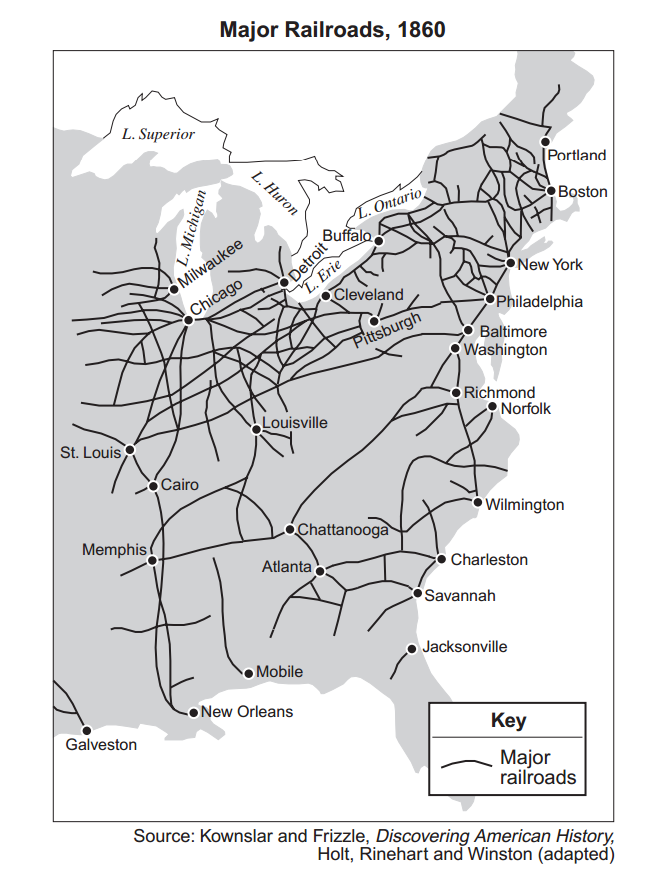 Major Railroads, 1860
L. Superior
L. Huron
L. Michigan
L. Ontario
L. Erie
Portland
Boston
Buffalo
New York
Milwaukee
Detroit
Chicago
Cleveland
Philadelphia
Pittsburgh
Baltimore
Washington
Richmond
Norfolk
Louisville
St. Louis
Cairo
Wilmington
Chattanooga
Memphis
Atlanta
Charleston
Savannah
Jacksonville
Mobile
New Orleans
Galveston
Key
Major
railroads
Source: Kownslar and Frizzle, Discovering American History,
Holt, Rinehart and Winston (adapted)